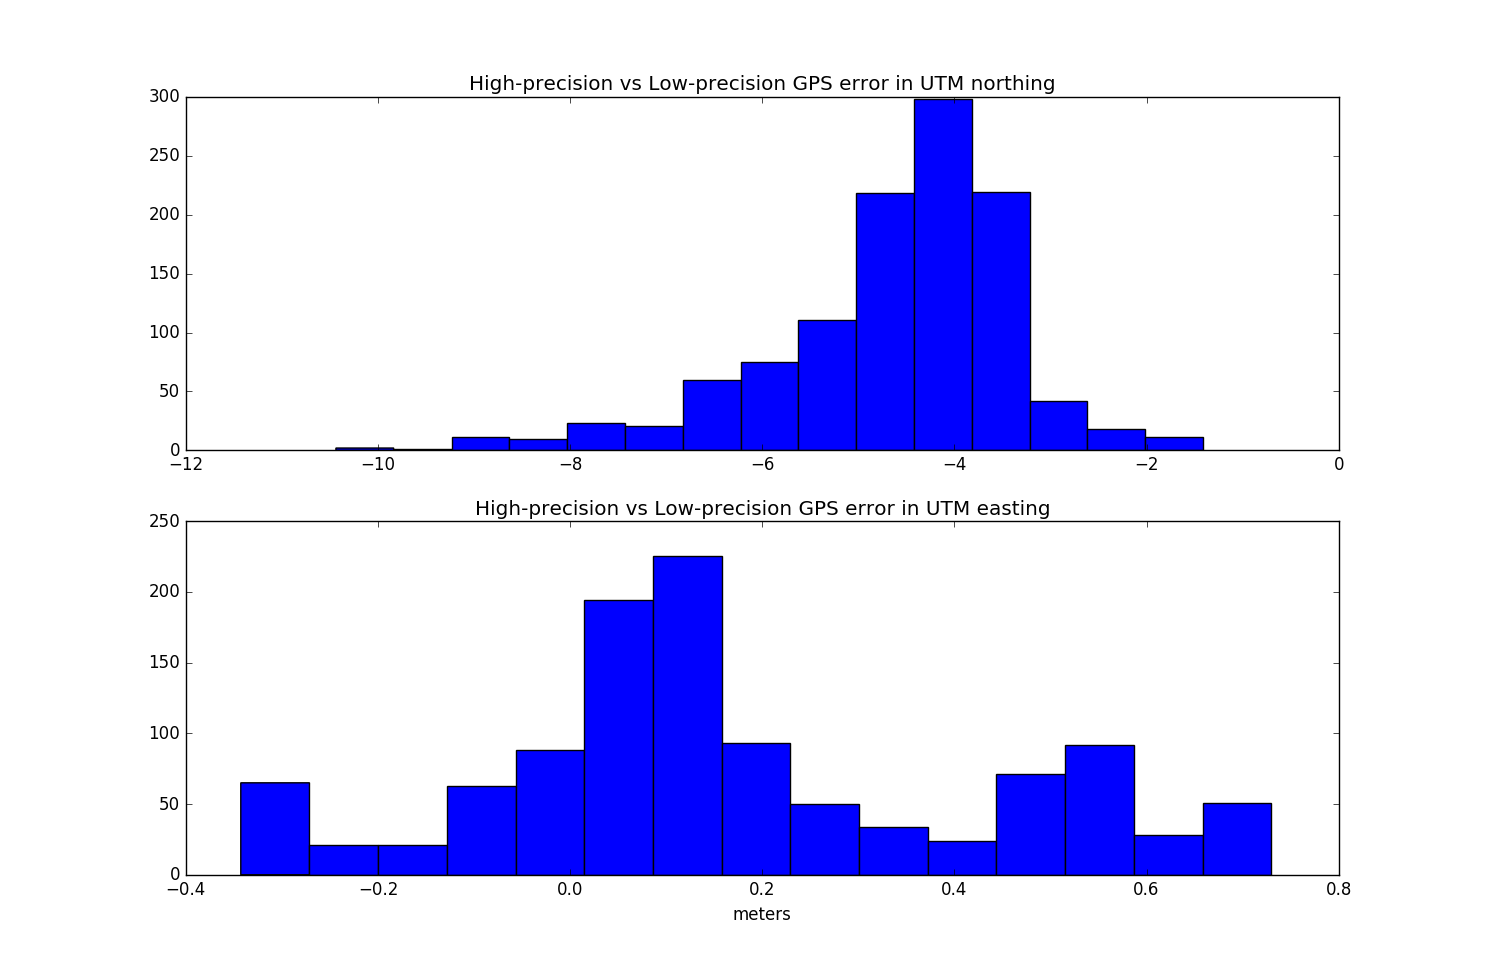 High-precision vs Low-precision GPS error in UTM northing
300
250
200
150
100
50
0
−12 −10 −8 −6 −4 −2 0
High-precision vs Low-precision GPS error in UTM easting
250
200
150
100
50
0
−0.4 −0.2 0.0 0.2 0.4 0.6 0.8
meters